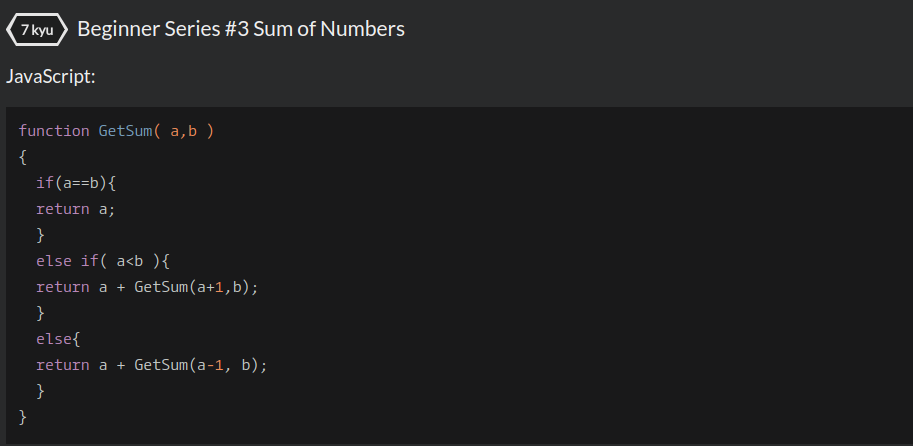 7 kyu Beginner Series #3 Sum of Numbers
JavaScript:
function GetSum( a,b )
{
  if(a==b){
  return a;
  }
  else if( a<b ){
  return a + GetSum(a+1,b);
  }
  else{
  return a + GetSum(a-1, b);
  }
}